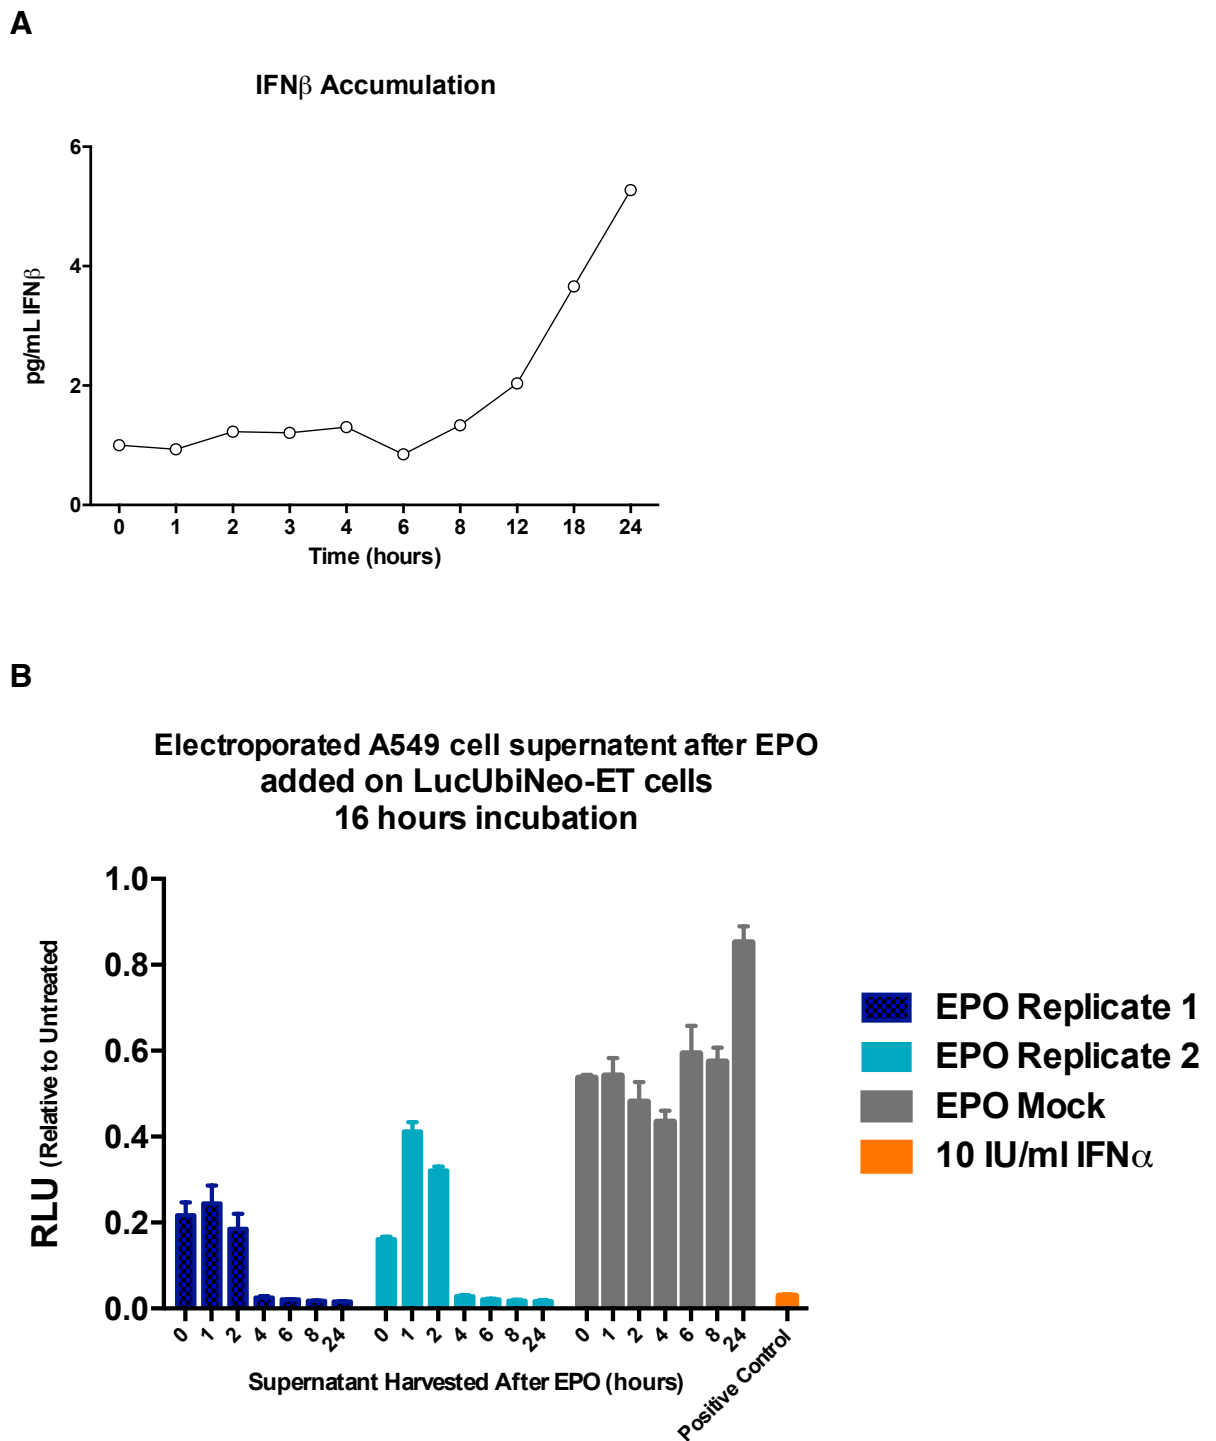 A
IFNβ Accumulation
6
4
2
0
pg/mL IFNβ
0 1 2 3 4 6 8 12 18 24
Time (hours)
B
Electroporated A549 cell supernatent after EPO
added on LucUbiNeo-ET cells
16 hours incubation
1.0
0.8
0.6
0.4
0.2
0.0
RLU (Relative to Untreated
0 1 2 4 6 8 24 0 1 2 4 6 8 24 0 1 2 4 6 8 24 Positive Control
Supernatant Harvested After EPO (hours)
EPO Replicate 1
EPO Replicate 2
EPO Mock
10 IU/ml IFNα